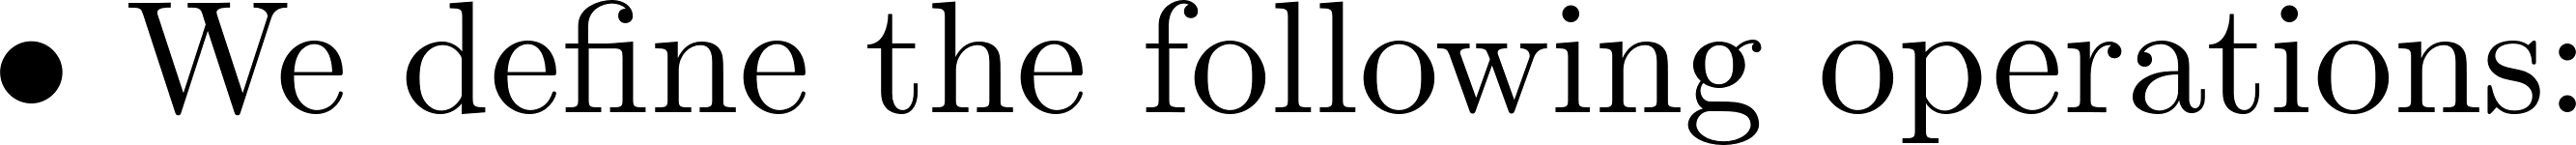 • We define the following operations: